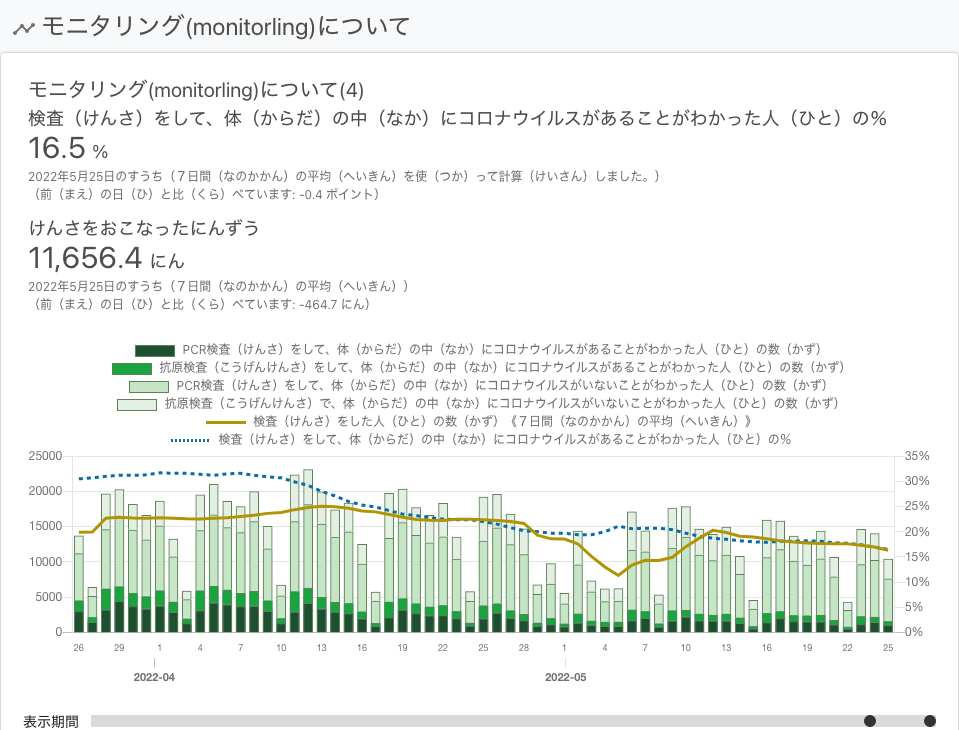 モニタリング(monitorling)について
モニタリング(monitorling)について(4)
検査（けんさ）をして、体（からだ）の中（なか）にコロナウイルスがあることがわかった人（ひと）の%
16.5 %
2022年5月25日のすうち（７日間（なのかかん）の平均（へいきん）を使（つか）って計算（けいさん）しました。）
（前（まえ）の日（ひ）と比（くら）べています: -0.4 ポイント）
けんさをおこなったにんずう
11,656.4 にん
2022年5月25日のすうち（７日間（なのかかん）の平均（へいきん））
（前（まえ）の日（ひ）と比（くら）べています: -464.7 にん）
PCR検査（けんさ）をして、体（からだ）の中（なか）にコロナウイルスがあることがわかった人（ひと）の数（かず）
抗原検査（こうげんけんさ）をして、体（からだ）の中（なか）にコロナウイルスがあることがわかった人（ひと）の数（かず）
PCR検査（けんさ）をして、体（からだ）の中（なか）にコロナウイルスがいないことがわかった人（ひと）の数（かず）
抗原検査（こうげんけんさ）で、体（からだ）の中（なか）にコロナウイルスがいないことがわかった人（ひと）の数（かず）
検査（けんさ）をした人（ひと）の数（かず）《７日間（なのかかん）の平均（へいきん）》
検査（けんさ）をして、体（からだ）の中（なか）にコロナウイルスがあることがわかった人（ひと）の%
25000 35%
30%
20000
25%
15000
20%
15%
10000
10%
5000
5%
0 0%
26 29 1 4 7 10 13 16 19 22 25 28 1 4 7 10 13 16 19 22 25
2022-04 2022-05
表示期間